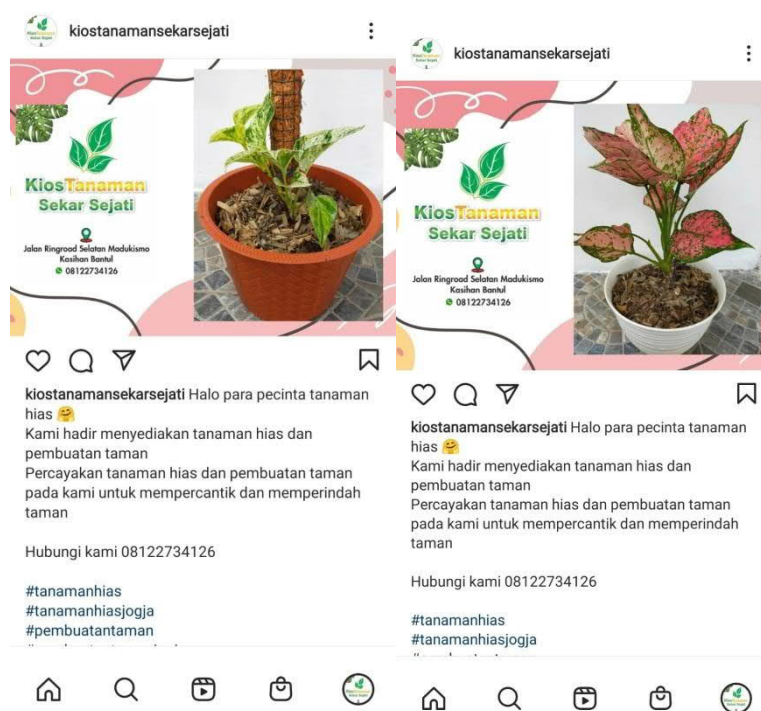 kiostanamansekarsejati
KiosTanaman
Sekar Sejati
Jalan Ringroad Selatan Madukismo
Kasihan Bantul
08122734126
kiostanamansekarsejati Halo para pecinta tanaman
hias 🤗
Kami hadir menyediakan tanaman hias dan
pembuatan taman
Percayakan tanaman hias dan pembuatan taman
pada kami untuk mempercantik dan memperindah
taman
Hubungi kami 08122734126
#tanamanhias
#tanamanhiasjogja
#pembuatantaman
kiostanamansekarsejati
KiosTanaman
Sekar Sejati
Jalan Ringroad Selatan Madukismo
Kasihan Bantul
08122734126
kiostanamansekarsejati Halo para pecinta tanaman
hias 🤗
Kami hadir menyediakan tanaman hias dan
pembuatan taman
Percayakan tanaman hias dan pembuatan taman
pada kami untuk mempercantik dan memperindah
taman
Hubungi kami 08122734126
#tanamanhias
#tanamanhiasjogja